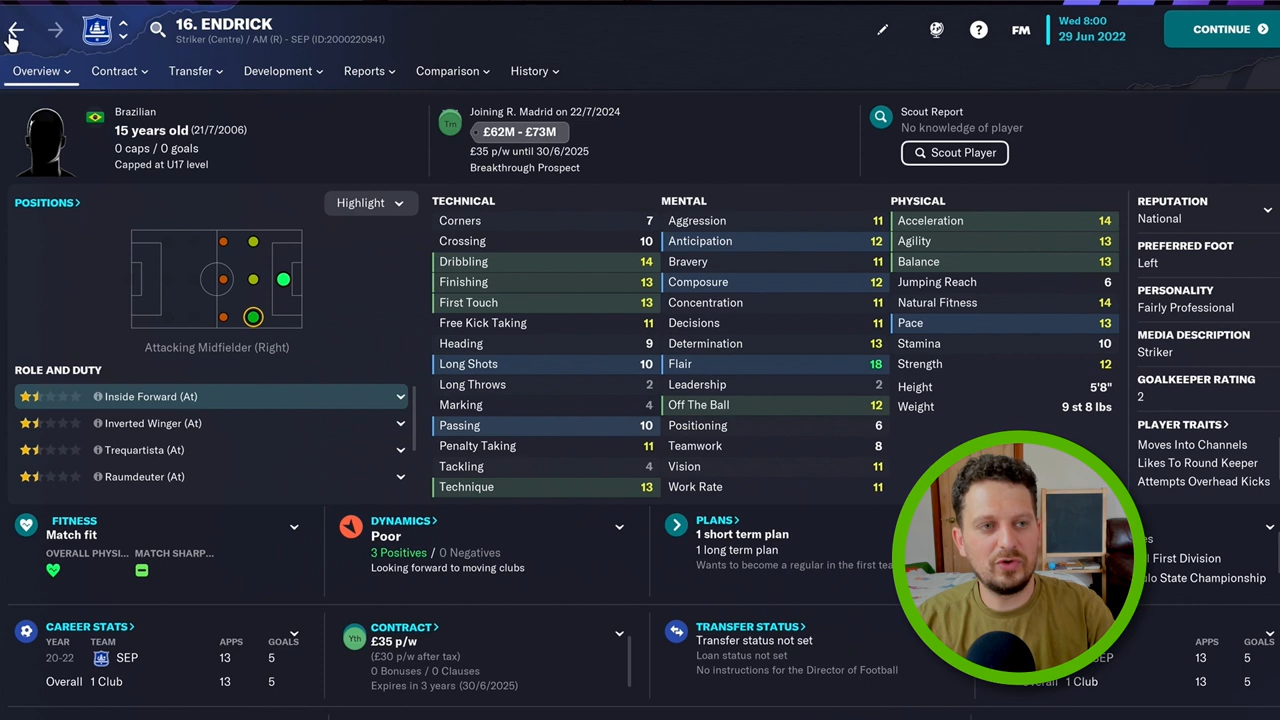 16. ENDRICK
Striker (Centre) / AM (R) - SEP (ID:2000220941)
FM
Wed 8:00
29 Jun 2022
CONTINUE
Overview
Contract
Transfer
Development
Reports
Comparison
History
Brazilian
15 years old (21/7/2006)
0 caps / 0 goals
Capped at U17 level
Trn
Joining R. Madrid on 22/7/2024
£62M - £73M
£35 p/w until 30/6/2025
Breakthrough Prospect
Scout Report
No knowledge of player
Scout Player
POSITIONS>
Highlight
Attacking Midfielder (Right)
ROLE AND DUTY
Inside Forward (At)
Inverted Winger (At)
Trequartista (At)
Raumdeuter (At)
TECHNICAL
Corners 7
Crossing 10
Dribbling 14
Finishing 13
First Touch 13
Free Kick Taking 11
Heading 9
Long Shots 10
Long Throws 2
Marking 4
Passing 10
Penalty Taking 11
Tackling 4
Technique 13
MENTAL
Aggression 11
Anticipation 12
Bravery 11
Composure 12
Concentration 11
Decisions 11
Determination 13
Flair 18
Leadership 2
Off The Ball 12
Positioning 6
Teamwork 8
Vision 11
Work Rate 11
PHYSICAL
Acceleration 14
Agility 13
Balance 13
Jumping Reach 6
Natural Fitness 14
Pace 13
Stamina 10
Strength 12
Height 5'8"
Weight 9 st 8 lbs
REPUTATION
National
PREFERRED FOOT
Left
PERSONALITY
Fairly Professional
MEDIA DESCRIPTION
Striker
GOALKEEPER RATING
2
PLAYER TRAITS>
Moves Into Channels
Likes To Round Keeper
Attempts Overhead Kicks
FITNESS
Match fit
OVERALL PHYSI... MATCH SHARP...
DYNAMICS>
Poor
3 Positives / 0 Negatives
Looking forward to moving clubs
PLANS>
1 short term plan
1 long term plan
Wants to become a regular in the first
First Division
State Championship
CAREER STATS>
YEAR TEAM APPS GOALS
20-22 SEP 13 5
Overall 1 Club 13 5
Yth
CONTRACT>
£35 p/w
(£30 p/w after tax)
0 Bonuses / 0 Clauses
Expires in 3 years (30/6/2025)
TRANSFER STATUS>
Transfer status not set
Loan status not set
No instructions for the Director of Football
APPS GOALS
SEP 13 5
1 Club 13 5